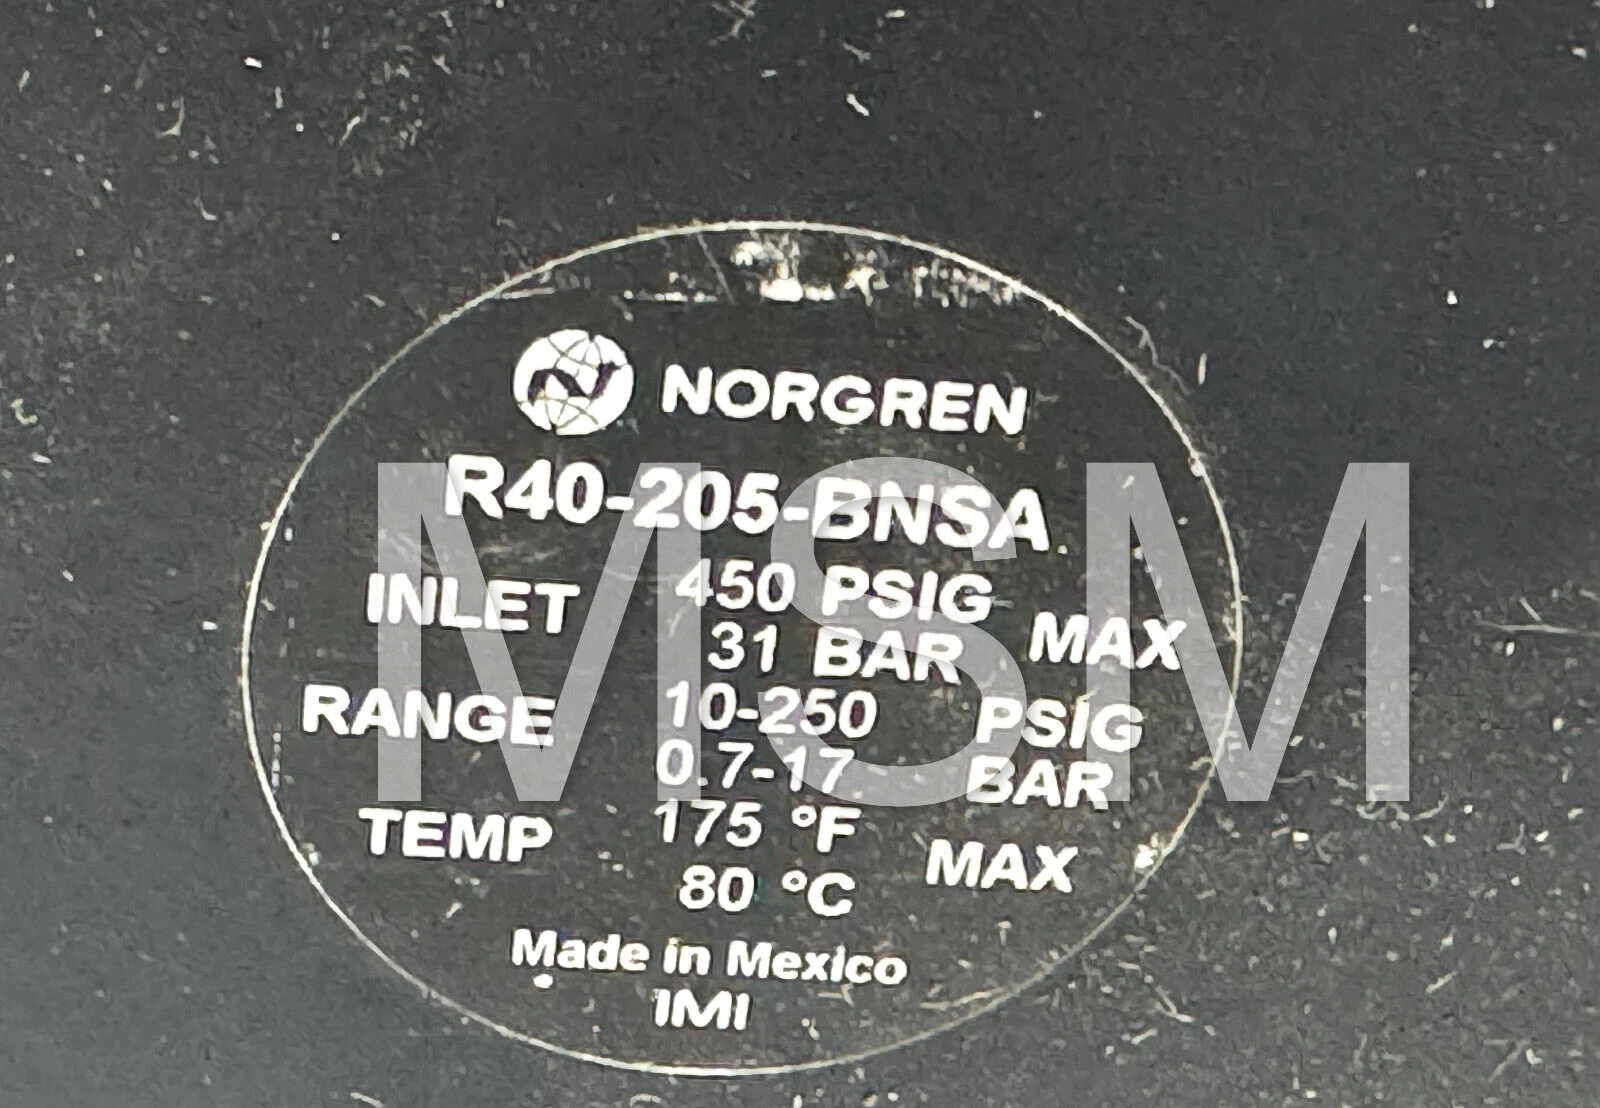 NORGREN
R40-205-BNSA
INLET 450 PSIG MAX
31 BAR
RANGE 10-250 PSIG
0.7-17 BAR
TEMP 175 °F MAX
80 °C
Made in Mexico
IMI
MSM